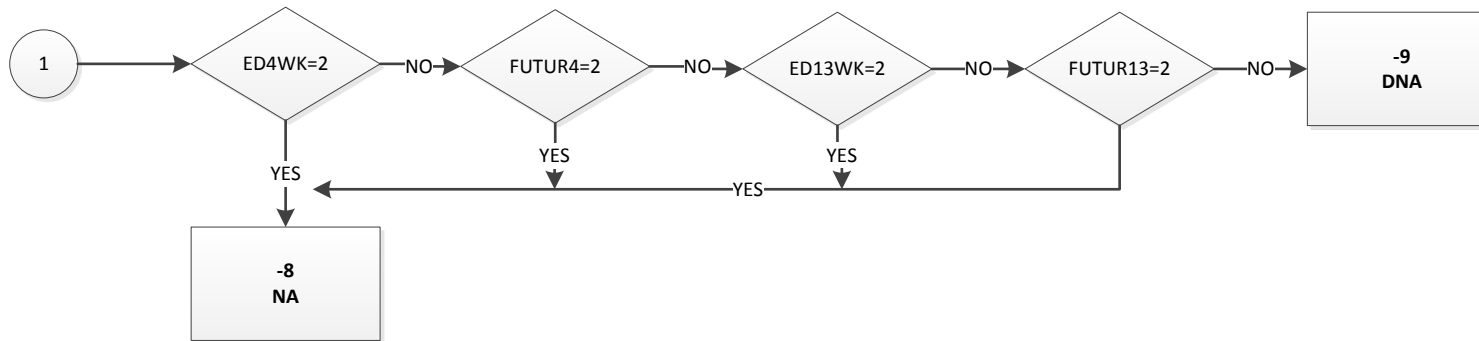 1
ED4WK=2
NO
FUTUR4=2
NO
ED13WK=2
NO
FUTUR13=2
NO
-9
DNA
YES
YES
YES
YES
-8
NA